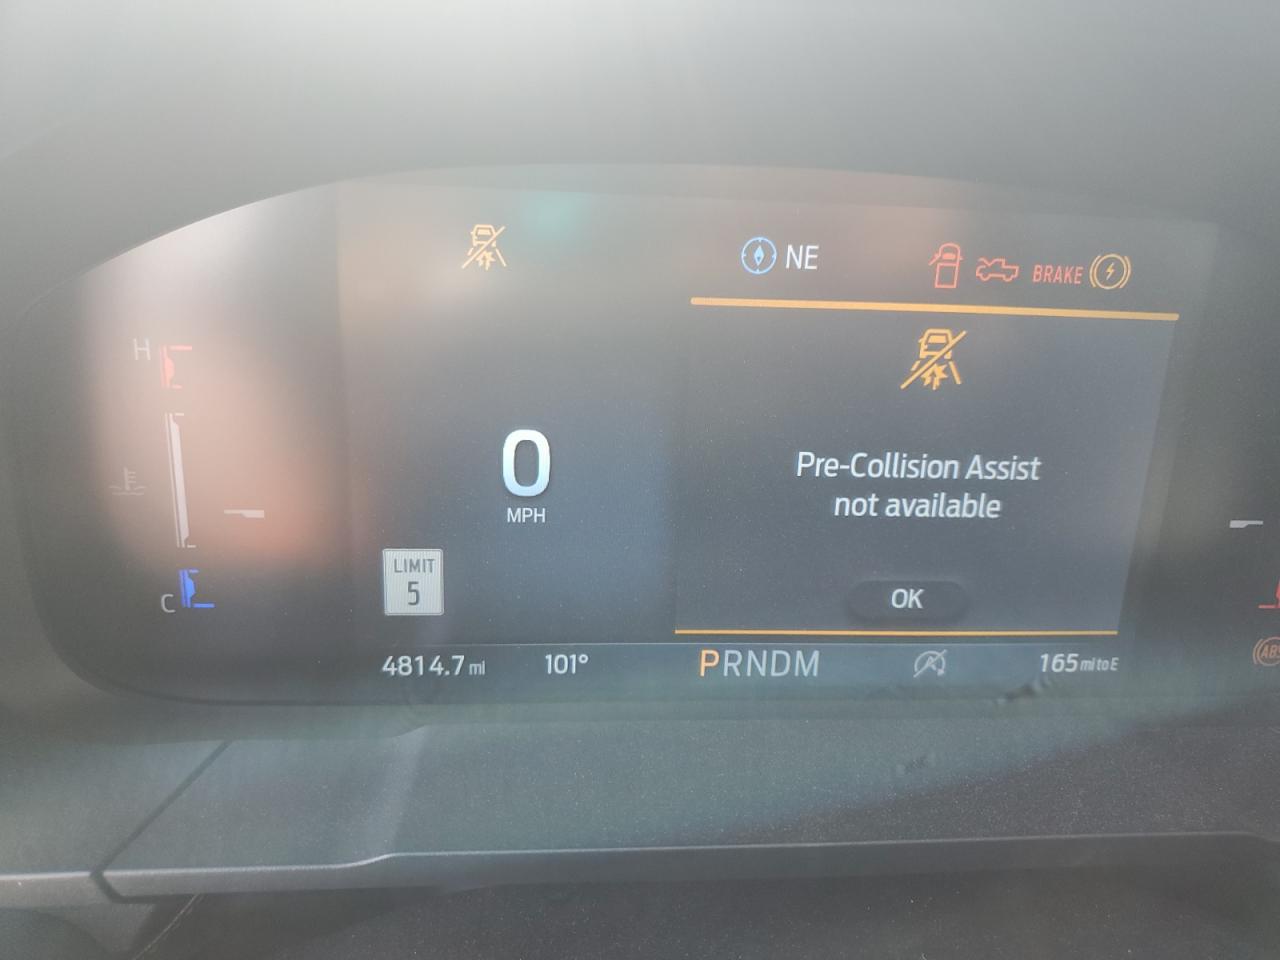 NE
BRAKE
H
Pre-Collision Assist
not available
0
MPH
LIMIT
5
OK
C
4814.7 mi
101°
PRNDM
165 mi to E
ABS